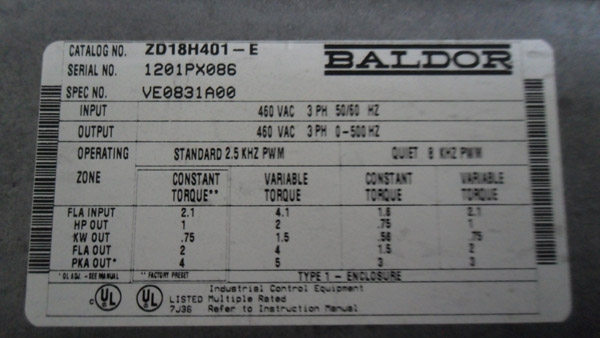 CATALOG NO. ZD18H401-E
BALDOR
SERIAL NO. 1201PX086
SPEC NO. VE0831A00
INPUT 460 VAC 3 PH 50/60 HZ
OUTPUT 460 VAC 3 PH 0-500 HZ
OPERATING STANDARD 2.5 KHZ PWM QUIET 8 KHZ PWM
ZONE CONSTANT TORQUE** VARIABLE TORQUE CONSTANT TORQUE VARIABLE TORQUE
FLA INPUT 2.1 4.1 1.6 2.1
HP OUT 1 2 .75 1
KW OUT .75 1.5 .56 .75
FLA OUT 2 4 1.5 2
PKA OUT* 4 5 3 3
* OL ADJ. - SEE MANUAL ** FACTORY PRESET TYPE 1 - ENCLOSURE
Industrial Control Equipment
c UL UL LISTED Multiple Rated
7J36 Refer to Instruction Manual